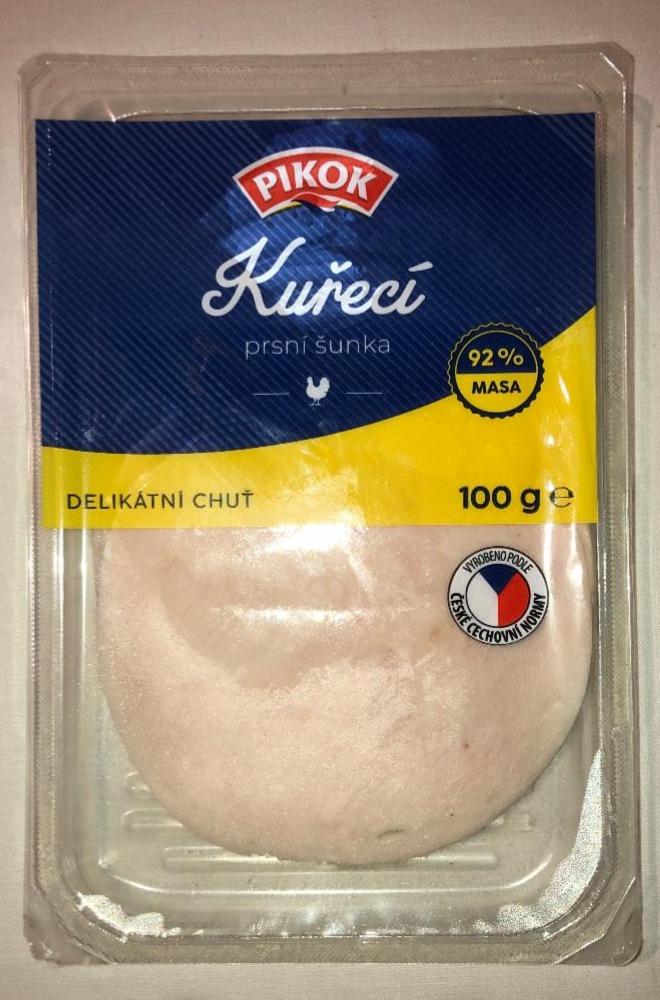 PIKOK
Kuřecí
prsní šunka
92%
MASA
DELIKÁTNÍ CHUŤ
100 g ℮
VYROBENO PODLE
ČESKÉ CECHOVNÍ NORMY